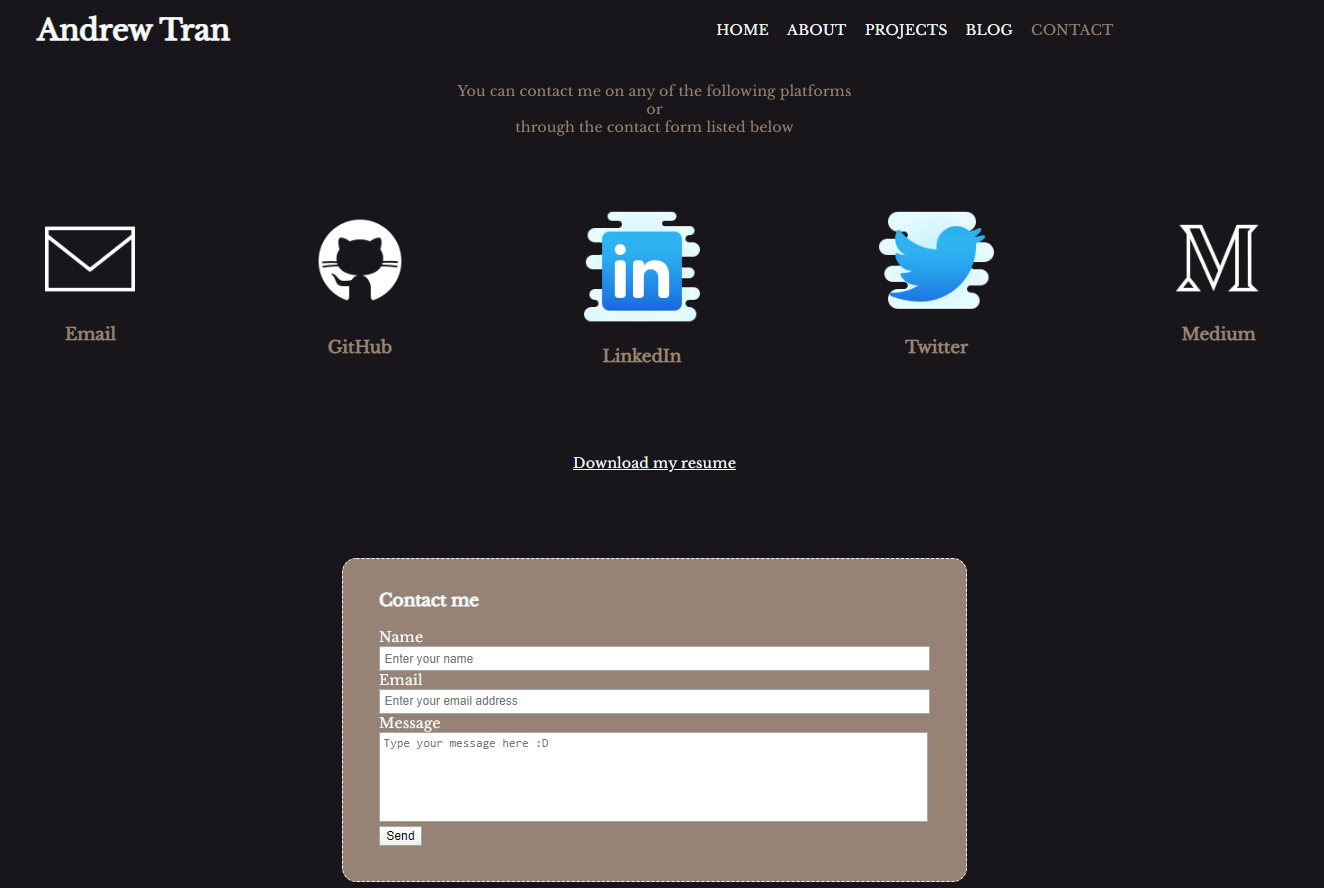 Andrew Tran
HOME ABOUT PROJECTS BLOG CONTACT
You can contact me on any of the following platforms
or
through the contact form listed below
in
M
Email
GitHub
LinkedIn
Twitter
Medium
Download my resume
Contact me
Name
Enter your name
Email
Enter your email address
Message
Type your message here :D
Send